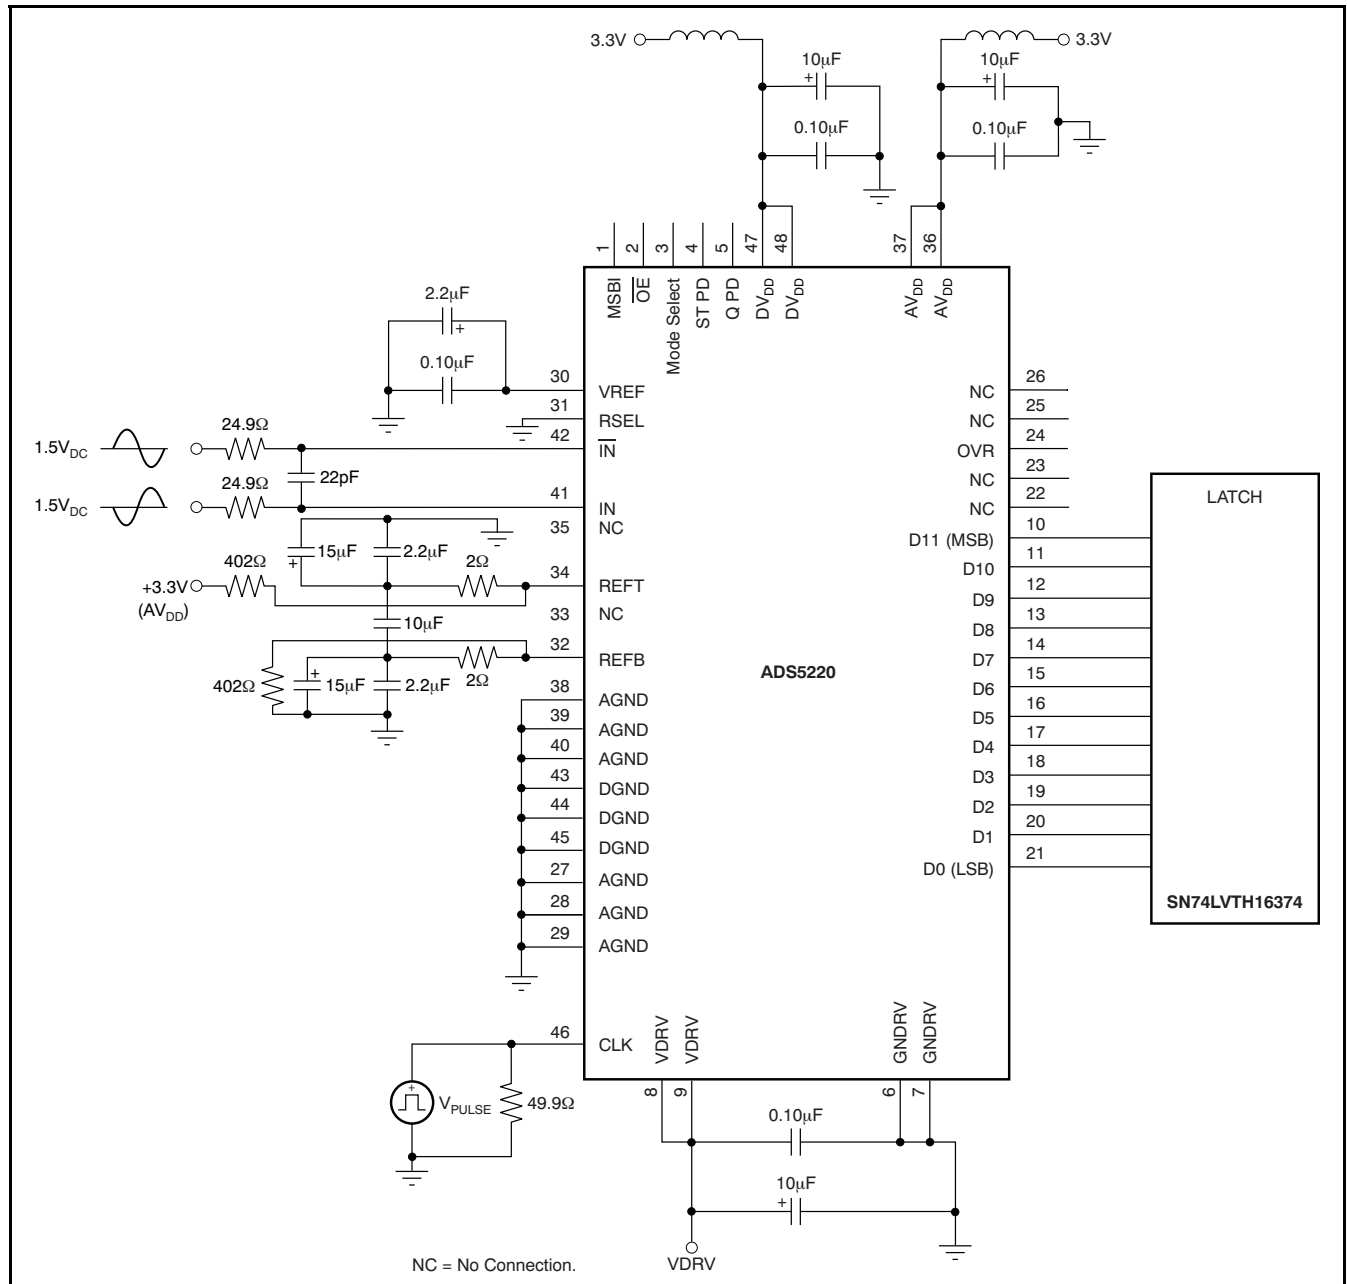 3.3V
3.3V
10μF
+
10μF
+
0.10μF
0.10μF
1
2
3
4
5
47
48
37
36
MSBI
OE
Mode Select
ST PD
Q PD
DVDD
DVDD
AVDD
AVDD
2.2μF
+
0.10μF
30
VREF
31
RSEL
42
IN
41
IN
35
NC
34
REFT
33
NC
32
REFB
38
AGND
39
AGND
40
AGND
43
DGND
44
DGND
45
DGND
27
AGND
28
AGND
29
AGND
46
CLK
1.5VDC
24.9Ω
22pF
1.5VDC
24.9Ω
15μF
+
2.2μF
402Ω
2Ω
+3.3V
(AVDD)
10μF
402Ω
+
15μF
2.2μF
2Ω
ADS5220
NC
26
NC
25
OVR
24
NC
23
NC
22
D11 (MSB)
10
D10
11
D9
12
D8
13
D7
14
D6
15
D5
16
D4
17
D3
18
D2
19
D1
20
D0 (LSB)
21
LATCH
SN74LVTH16374
+
VPULSE
49.9Ω
VDRV
VDRV
GNDRV
GNDRV
8
9
6
7
0.10μF
10μF
+
VDRV
NC = No Connection.